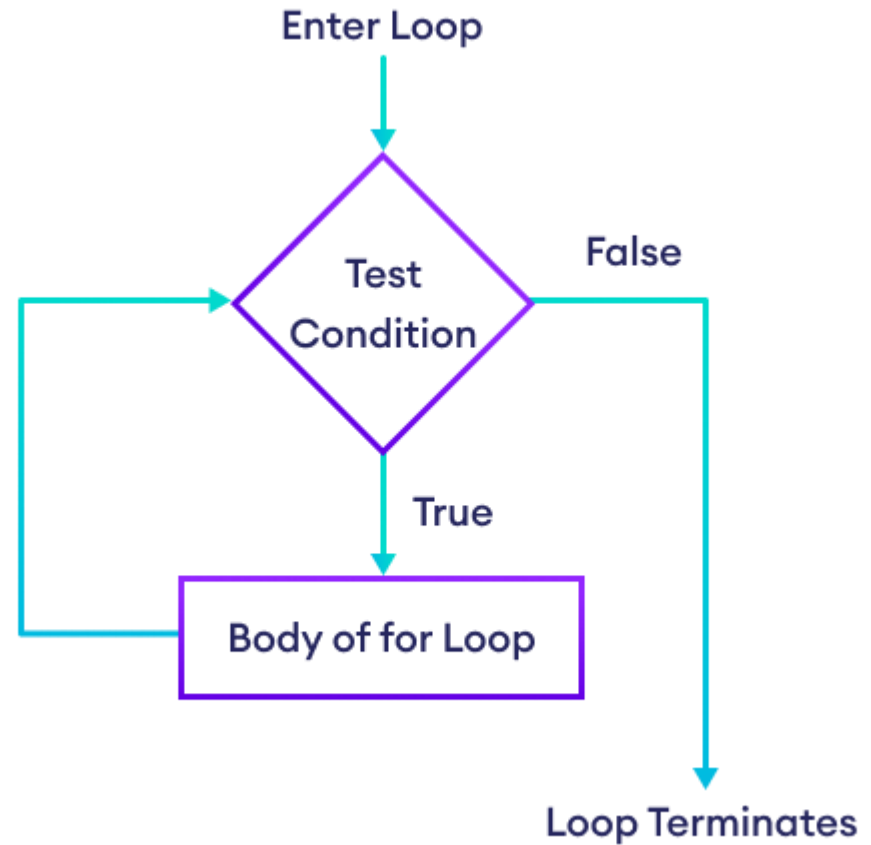 Enter Loop
Test
Condition
False
True
Body of for Loop
Loop Terminates